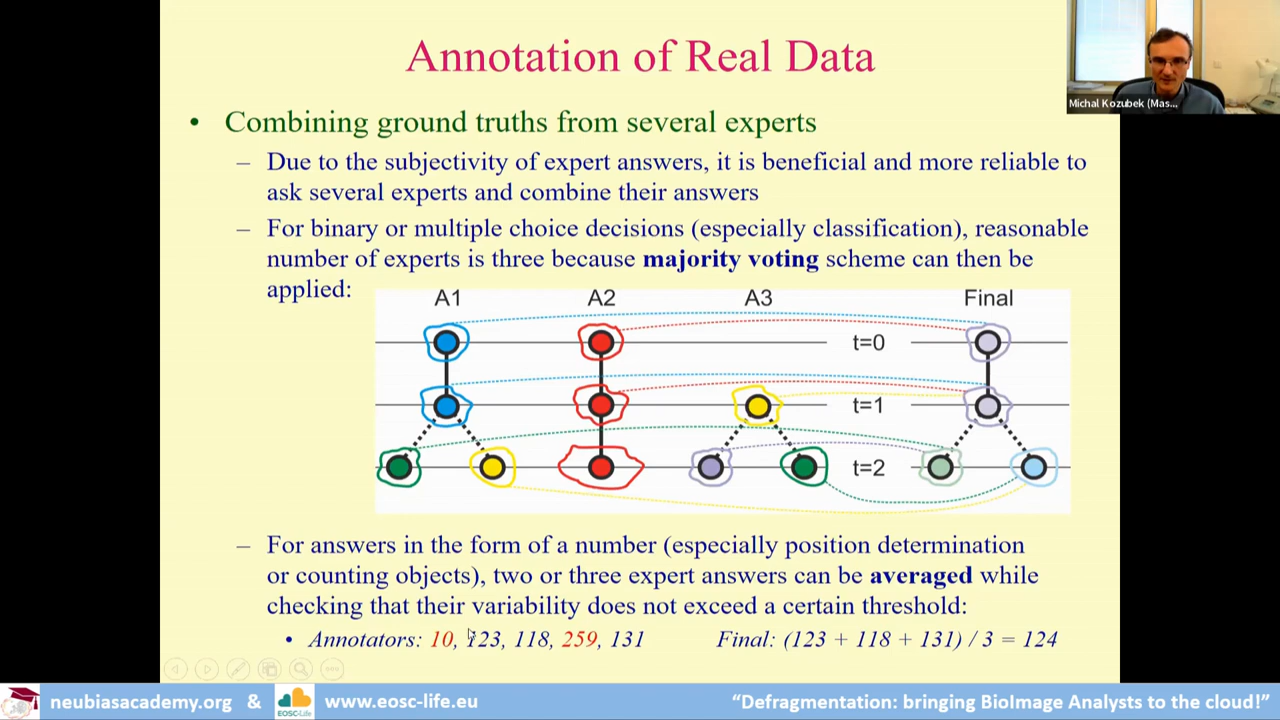 Annotation of Real Data
Michal Kozubek (Mas...
• Combining ground truths from several experts
– Due to the subjectivity of expert answers, it is beneficial and more reliable to
ask several experts and combine their answers
– For binary or multiple choice decisions (especially classification), reasonable
number of experts is three because majority voting scheme can then be
applied:
A1 A2 A3 Final
t=0
t=1
t=2
– For answers in the form of a number (especially position determination
or counting objects), two or three expert answers can be averaged while
checking that their variability does not exceed a certain threshold:
• Annotators: 10, 123, 118, 259, 131 Final: (123 + 118 + 131) / 3 = 124
neubiasacademy.org & EOSC-Life www.eosc-life.eu "Defragmentation: bringing BioImage Analysts to the cloud!"